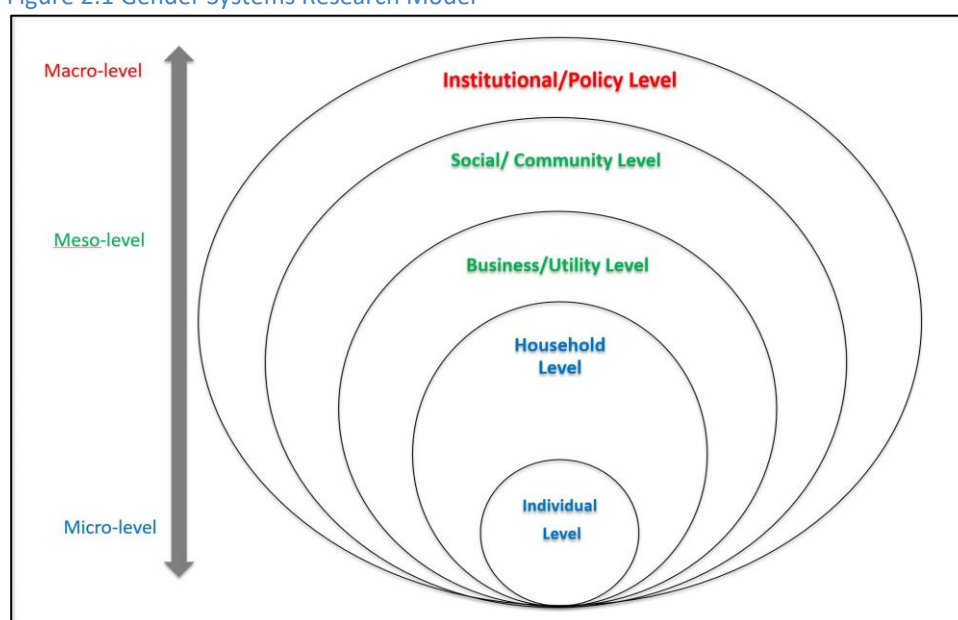 Figure 2.1 Gender Systems Research Model
Macro-level
Institutional/Policy Level
Social/ Community Level
Meso-level
Business/Utility Level
Household
Level
Individual
Micro-level
Level